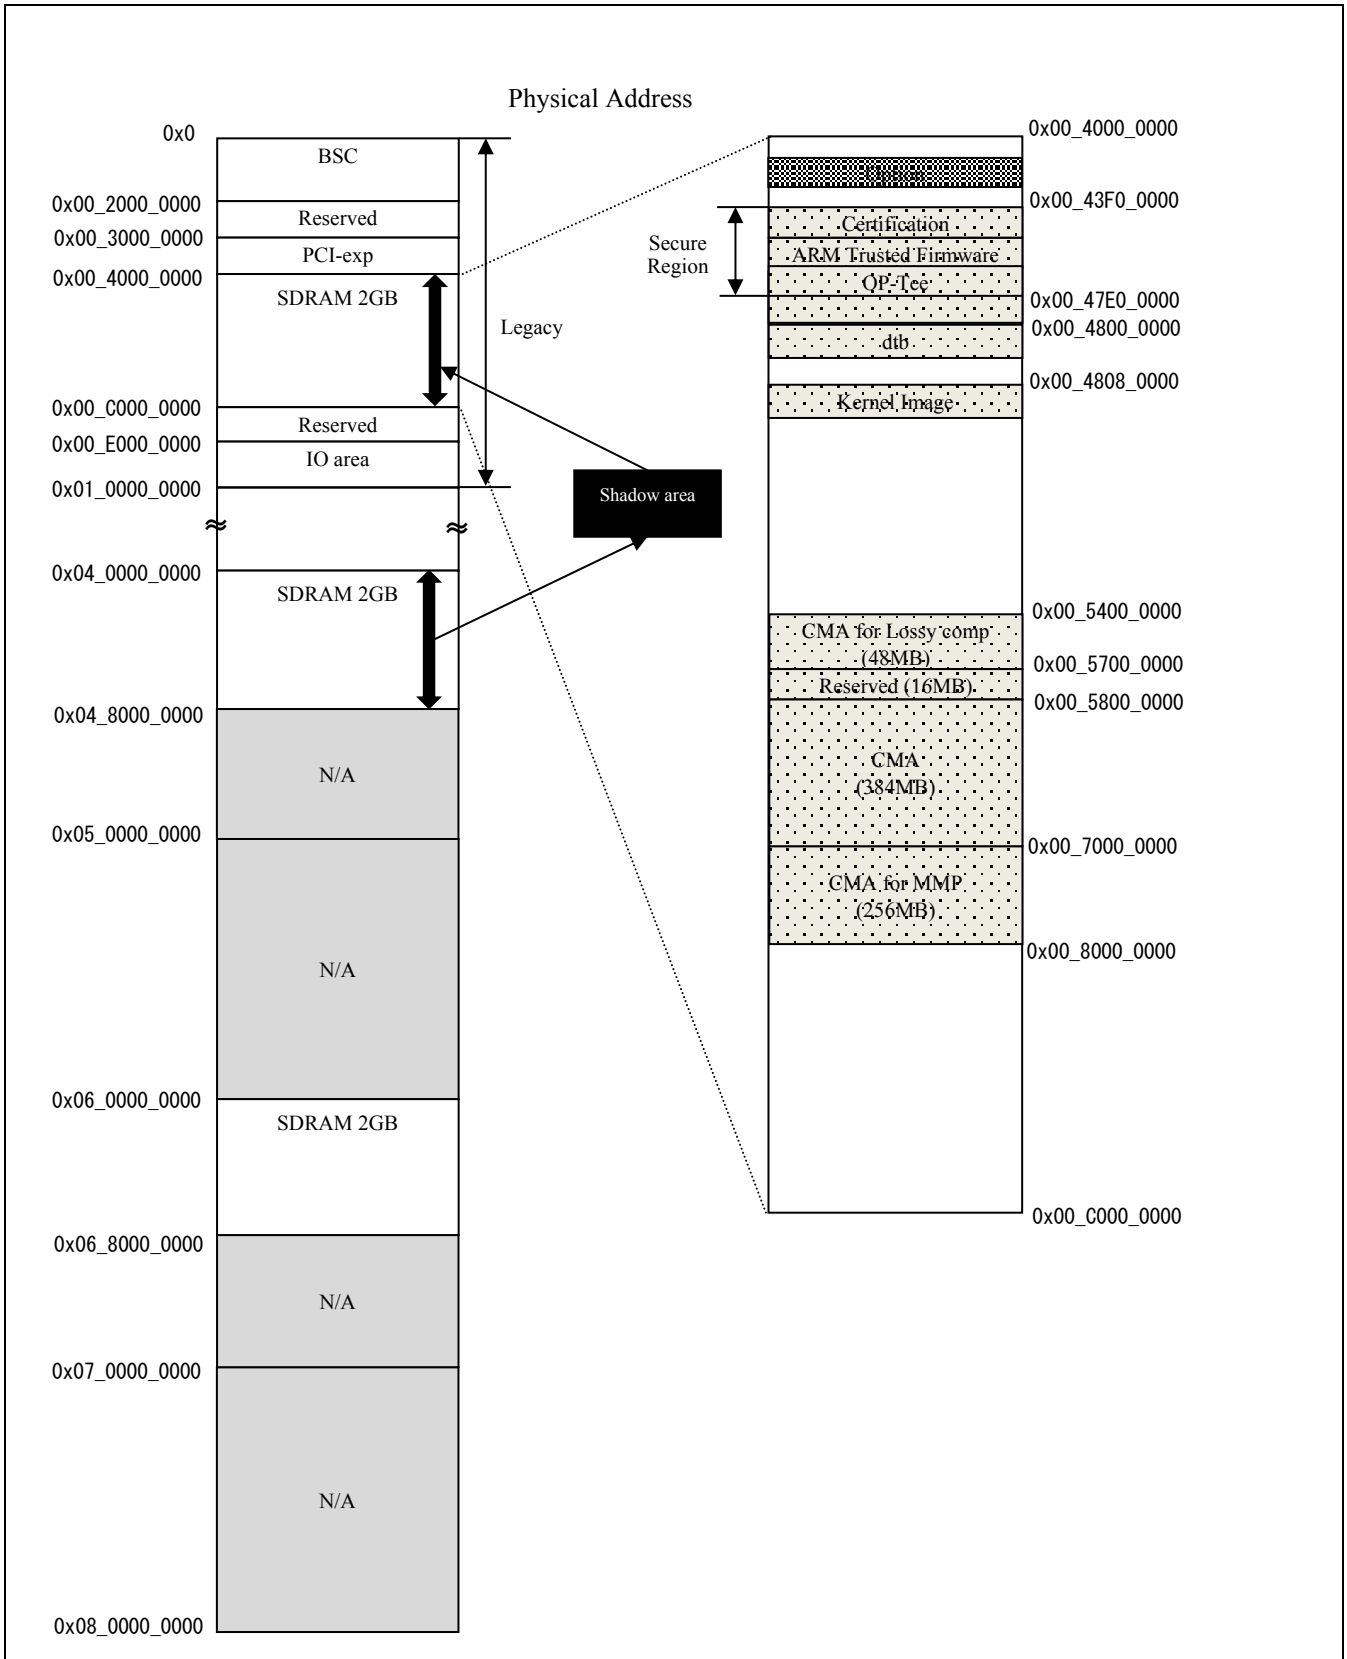 Physical Address
0x0
BSC
0x00_2000_0000
Reserved
0x00_3000_0000
PCI-exp
0x00_4000_0000
SDRAM 2GB
Legacy
0x00_C000_0000
Reserved
0x00_E000_0000
IO area
0x01_0000_0000
Shadow area
0x04_0000_0000
SDRAM 2GB
0x04_8000_0000
N/A
0x05_0000_0000
N/A
0x06_0000_0000
SDRAM 2GB
0x06_8000_0000
N/A
0x07_0000_0000
N/A
0x08_0000_0000
0x00_4000_0000
0x00_43F0_0000
Secure
Region
Certification
ARM Trusted Firmware
OP-Tee
0x00_47E0_0000
0x00_4800_0000
dtb
0x00_4808_0000
Kernel Image
0x00_5400_0000
CMA for Lossy comp
(48MB)
0x00_5700_0000
Reserved (16MB)
0x00_5800_0000
CMA
(384MB)
0x00_7000_0000
CMA for MMP
(256MB)
0x00_8000_0000
0x00_C000_0000